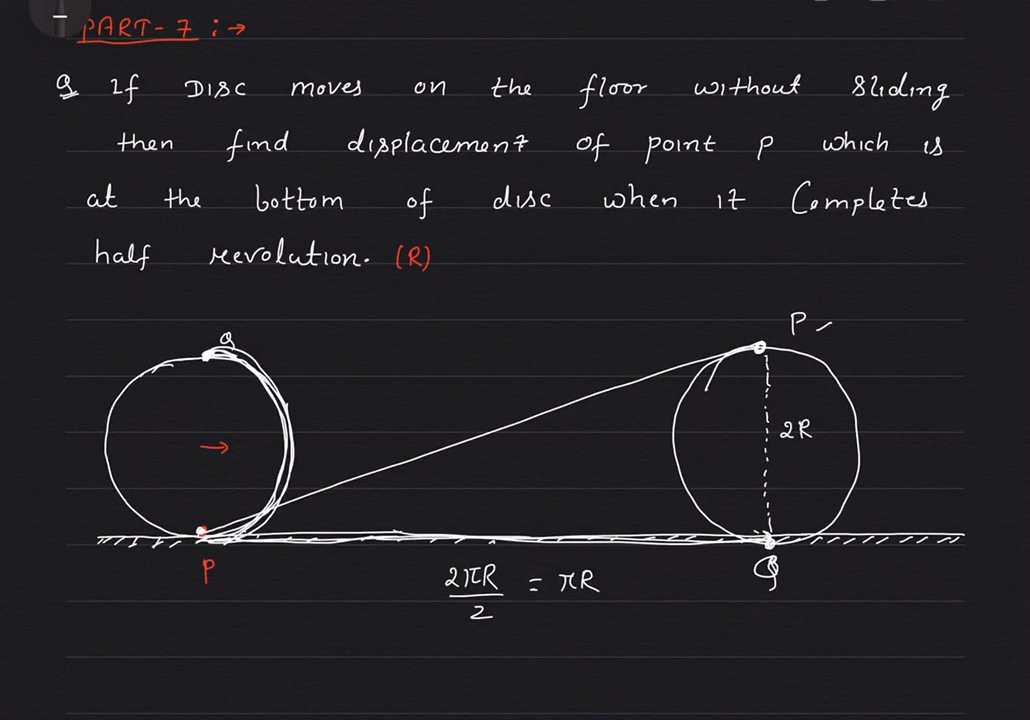 PART-7 :→
Q If DISC moves on the floor without sliding
then find displacement of point P which is
at the bottom of disc when it Completes
half revolution. (R)
Q
P
→
2R
P
Q
2πR/2 = πR